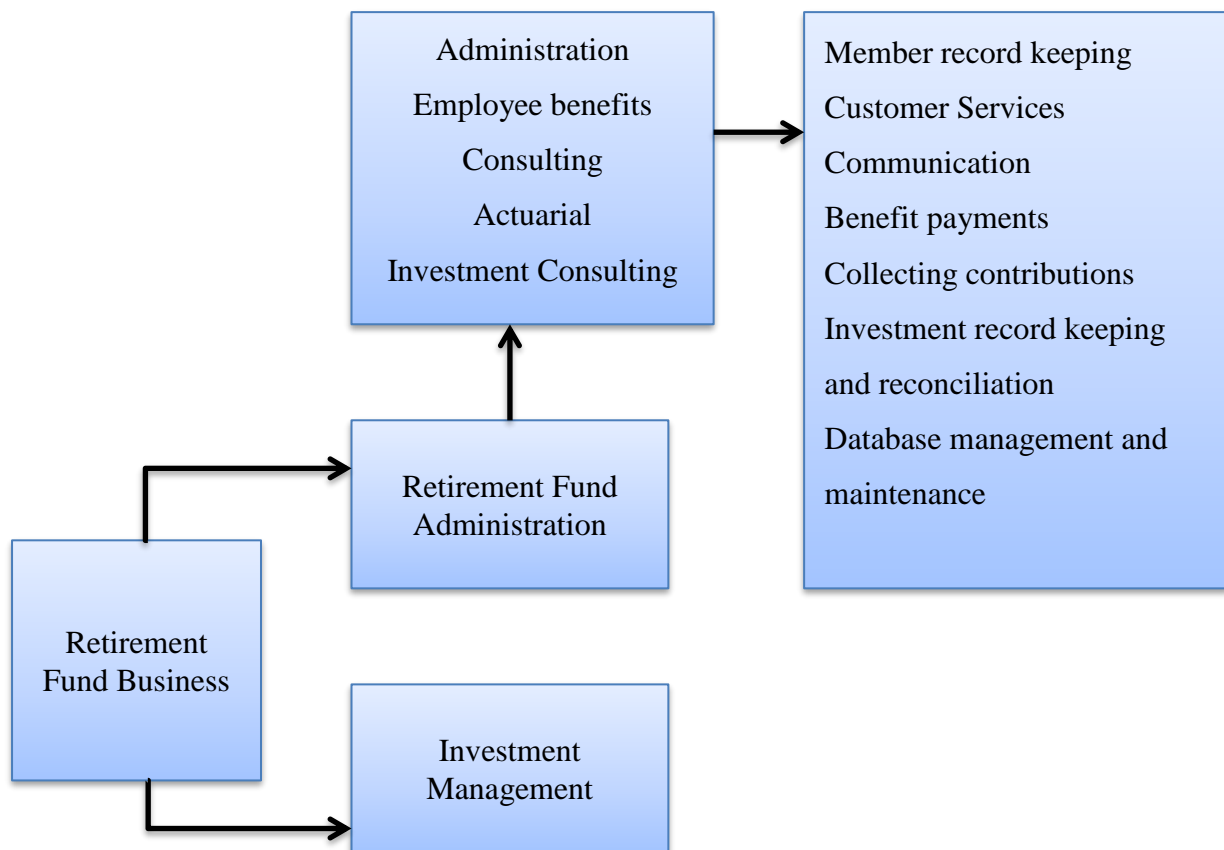 Administration
Employee benefits
Consulting
Actuarial
Investment Consulting
Member record keeping
Customer Services
Communication
Benefit payments
Collecting contributions
Investment record keeping
and reconciliation
Database management and
maintenance
Retirement Fund
Administration
Retirement
Fund Business
Investment
Management